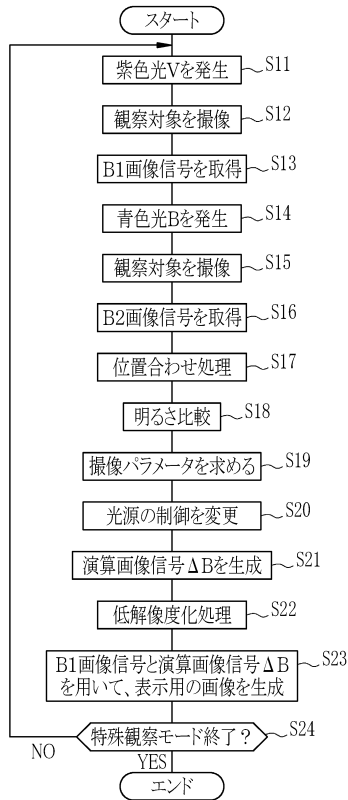 スタート
紫色光Vを発生 S11
観察対象を撮像 S12
B1画像信号を取得 S13
青色光Bを発生 S14
観察対象を撮像 S15
B2画像信号を取得 S16
位置合わせ処理 S17
明るさ比較 S18
撮像パラメータを求める S19
光源の制御を変更 S20
演算画像信号ΔBを生成 S21
低解像度化処理 S22
B1画像信号と演算画像信号ΔB S23
を用いて、表示用の画像を生成
特殊観察モード終了? S24
NO
YES
エンド